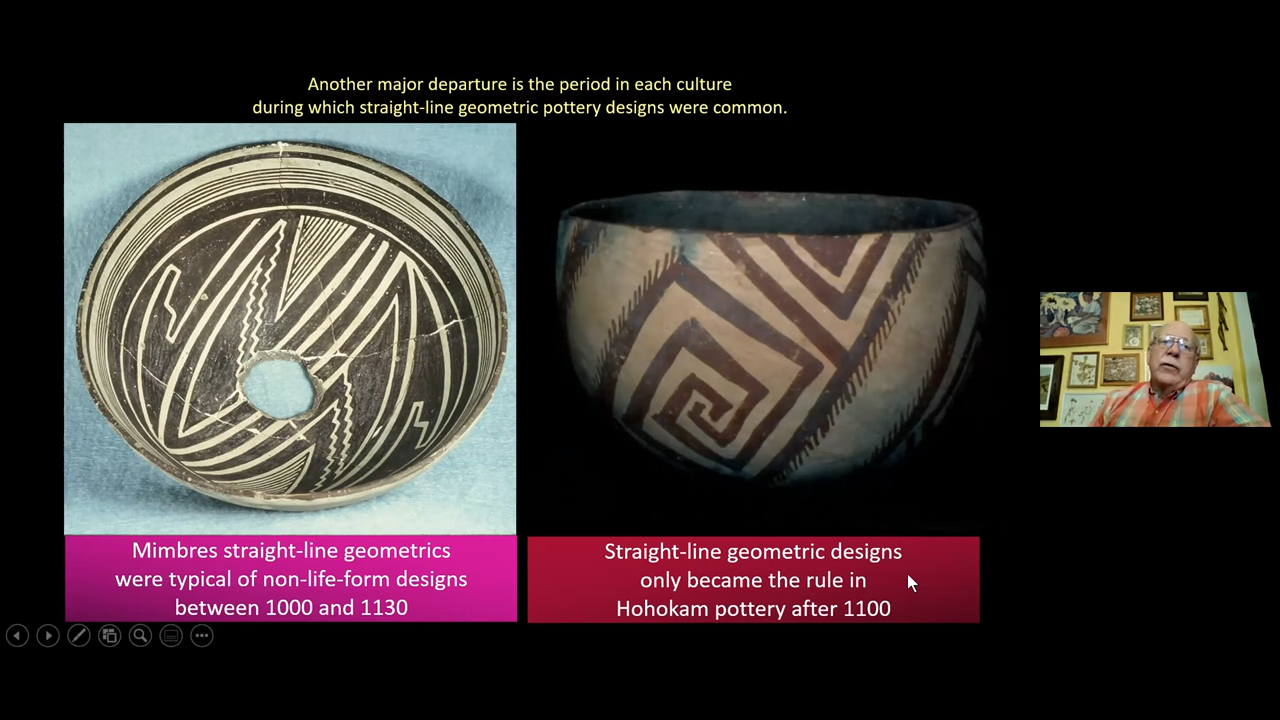 Another major departure is the period in each culture
during which straight-line geometric pottery designs were common.
Mimbres straight-line geometrics
were typical of non-life-form designs
between 1000 and 1130
Straight-line geometric designs
only became the rule in
Hohokam pottery after 1100